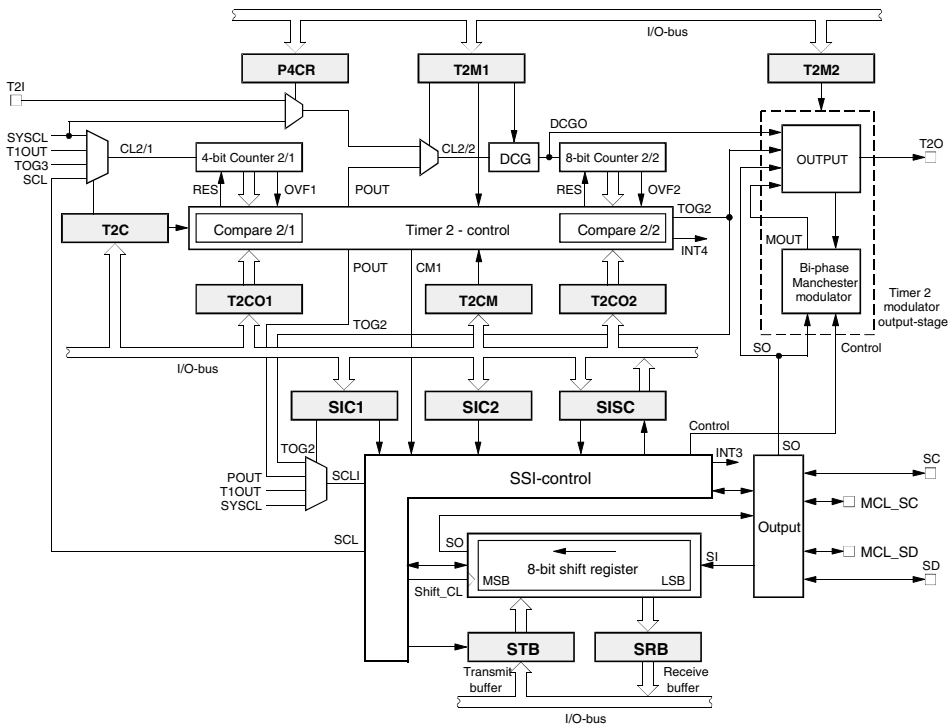 I/O-bus
P4CR
T2M1
T2M2
T2I
SYSCL
T1OUT
TOG3
SCL
CL2/1
4-bit Counter 2/1
CL2/2
DCG
DCGO
8-bit Counter 2/2
OUTPUT
T2O
RES
OVF1
POUT
RES
OVF2
TOG2
T2C
Compare 2/1
Timer 2 - control
Compare 2/2
INT4
MOUT
Bi-phase
Manchester
modulator
Timer 2
modulator
output-stage
POUT
CM1
T2CO1
T2CM
T2CO2
TOG2
SO
Control
I/O-bus
SIC1
SIC2
SISC
Control
TOG2
POUT
T1OUT
SYSCL
SCLI
SSI-control
INT3
SO
SC
MCL_SC
Output
MCL_SD
SD
SCL
SO
SI
8-bit shift register
MSB
LSB
Shift_CL
STB
SRB
Transmit
buffer
Receive
buffer
I/O-bus